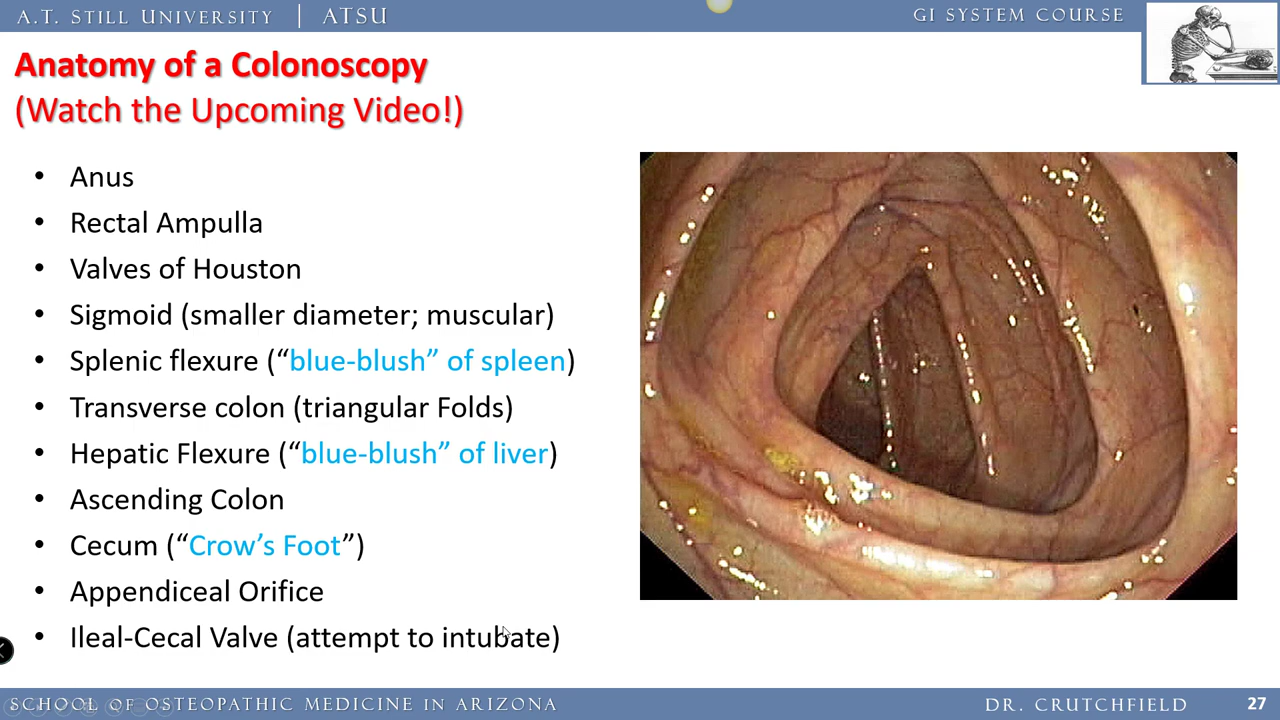 A.T. STILL UNIVERSITY | ATSU
GI SYSTEM COURSE
Anatomy of a Colonoscopy
(Watch the Upcoming Video!)
• Anus
• Rectal Ampulla
• Valves of Houston
• Sigmoid (smaller diameter; muscular)
• Splenic flexure (“blue-blush” of spleen)
• Transverse colon (triangular Folds)
• Hepatic Flexure (“blue-blush” of liver)
• Ascending Colon
• Cecum (“Crow’s Foot”)
• Appendiceal Orifice
• Ileal-Cecal Valve (attempt to intubate)
SCHOOL OF OSTEOPATHIC MEDICINE IN ARIZONA
DR. CRUTCHFIELD
27